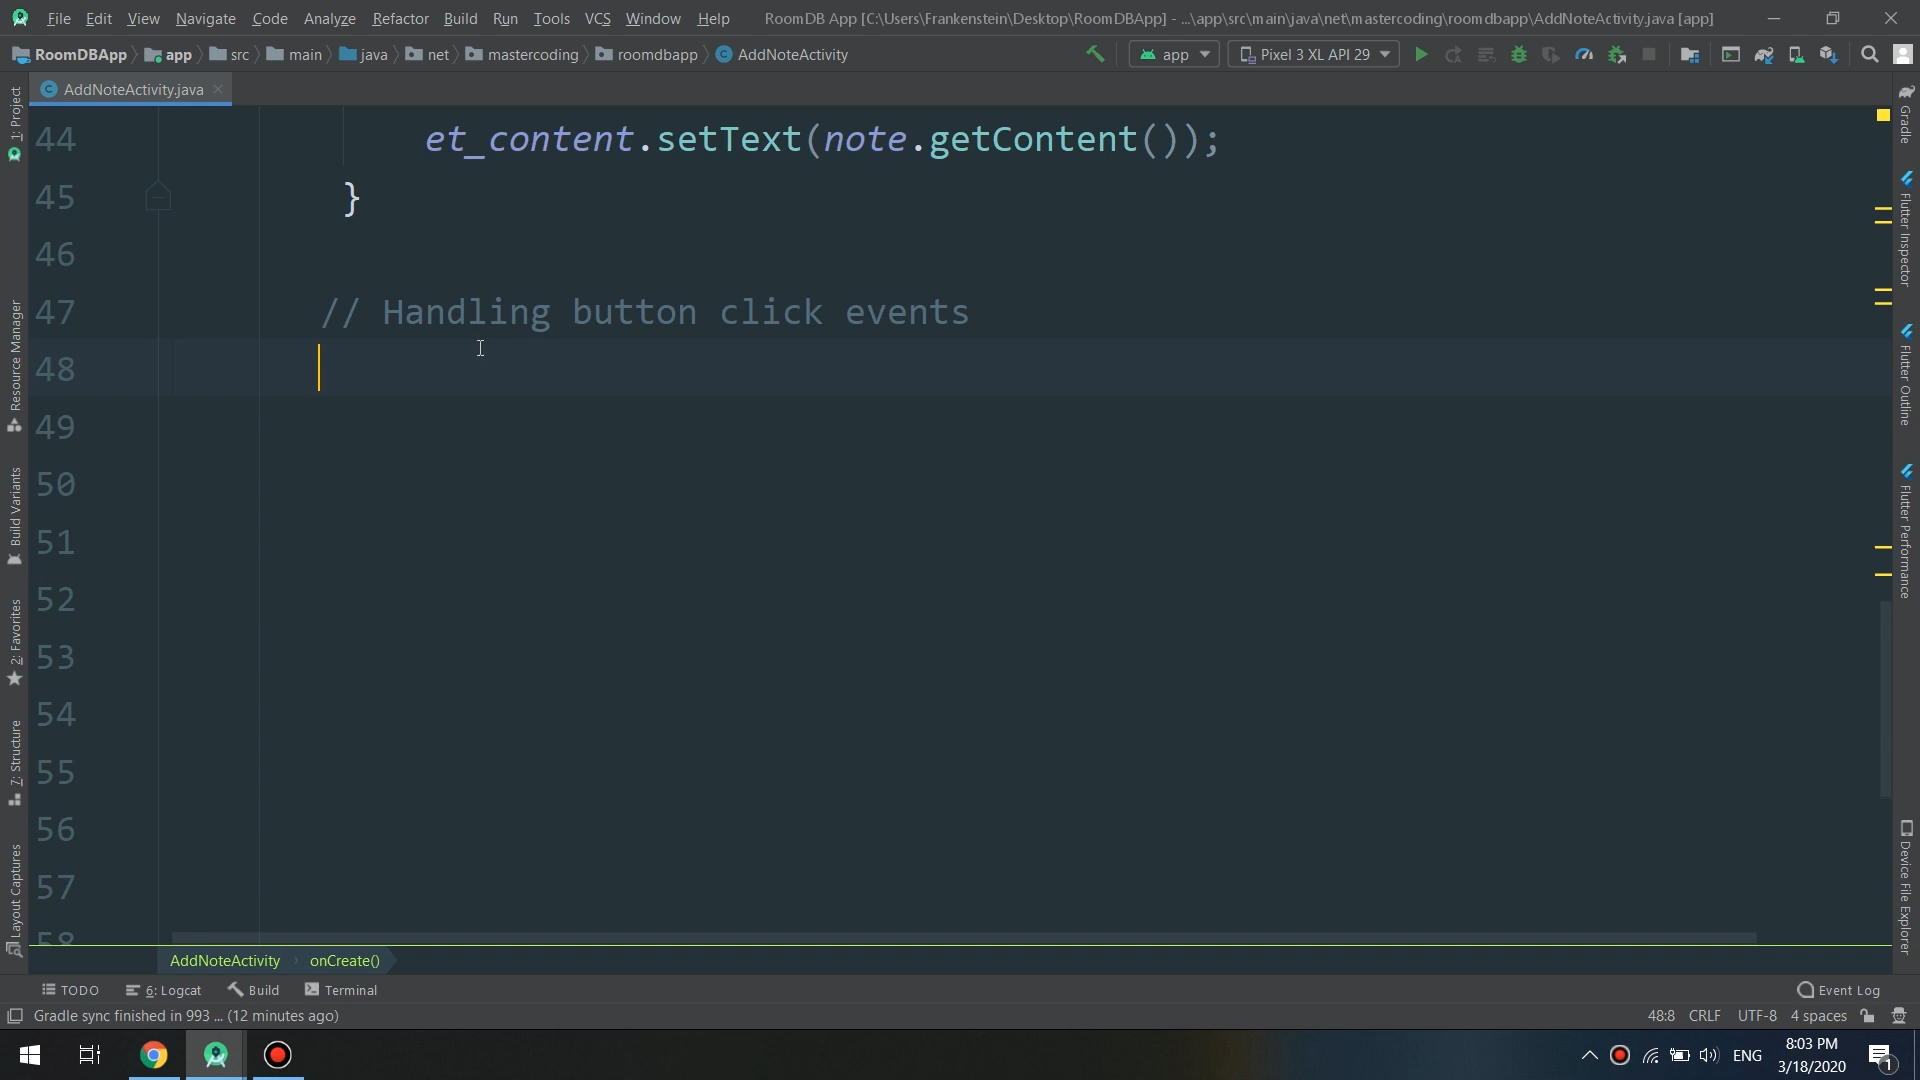 File Edit View Navigate Code Analyze Refactor Build Run Tools VCS Window Help RoomDB App [C:\Users\Frankenstein\Desktop\RoomDBApp] - ...\app\src\main\java\net\mastercoding\roomdbapp\AddNoteActivity.java [app]
RoomDBApp app src main java net mastercoding roomdbapp AddNoteActivity app Pixel 3 XL API 29
AddNoteActivity.java
44 et_content.setText(note.getContent());
45 }
46
47 // Handling button click events
48
49
50
51
52
53
54
55
56
57
58
1: Project
Resource Manager
Build Variants
2: Favorites
7: Structure
Layout Captures
Gradle
Flutter Inspector
Flutter Outline
Flutter Performance
Device File Explorer
AddNoteActivity onCreate()
TODO 6: Logcat Build Terminal Event Log
Gradle sync finished in 993 ... (12 minutes ago) 48:8 CRLF UTF-8 4 spaces
ENG 8:03 PM
3/18/2020
1